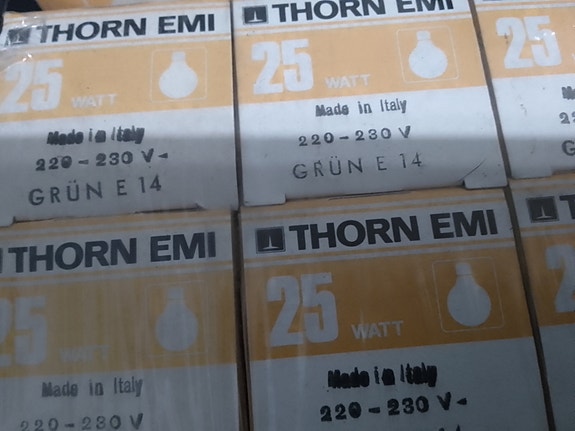 THORN EMI
25 WATT
Made in Italy
220-230 V~
GRÜN E 14
THORN EMI
25 WATT
Made in Italy
220-230 V
GRÜN E 14
25
THORN EMI
25 WATT
Made in Italy
220-230 V
THORN EMI
25 WATT
Made in Italy
220-230 V~